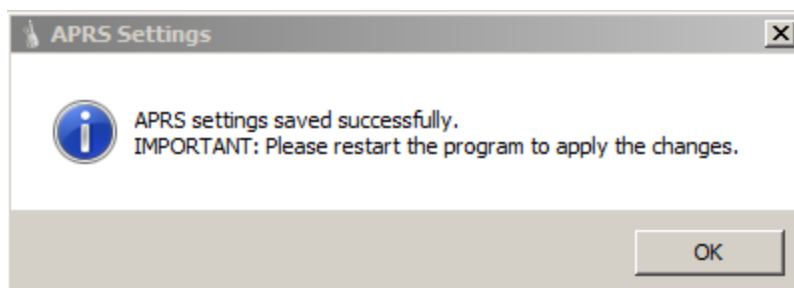 APRS Settings
APRS settings saved successfully.
IMPORTANT: Please restart the program to apply the changes.
OK